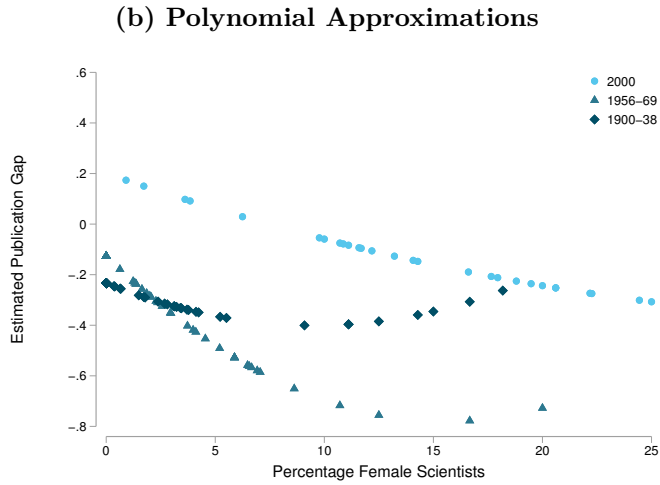 (b) Polynomial Approximations
.6
.4
.2
0
-.2
-.4
-.6
-.8
Estimated Publication Gap
2000
1956-69
1900-38
0 5 10 15 20 25
Percentage Female Scientists